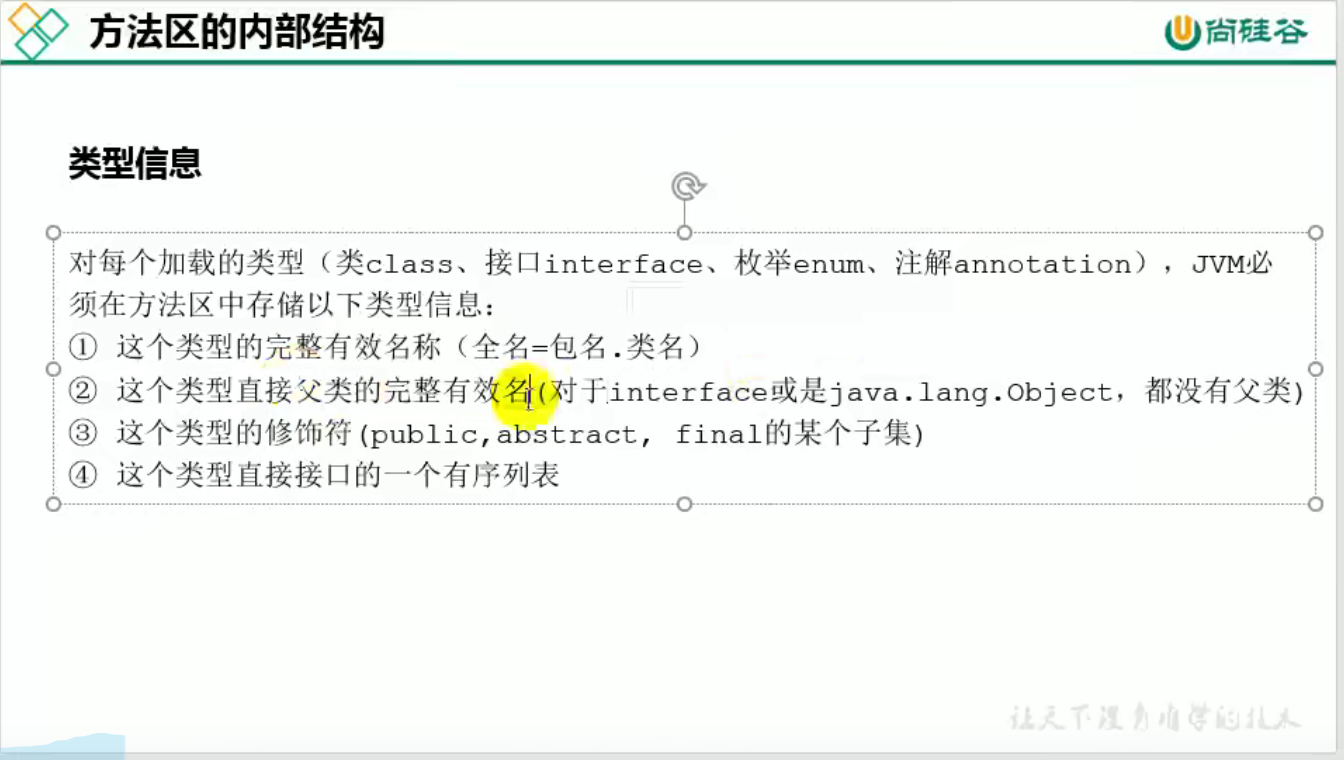 方法区的内部结构
尚硅谷
类型信息
对每个加载的类型（类class、接口interface、枚举enum、注解annotation），JVM必
须在方法区中存储以下类型信息：
① 这个类型的完整有效名称（全名=包名.类名）
② 这个类型直接父类的完整有效名(对于interface或是java.lang.Object，都没有父类)
③ 这个类型的修饰符(public,abstract, final的某个子集)
④ 这个类型直接接口的一个有序列表
让天下没有难学的技术